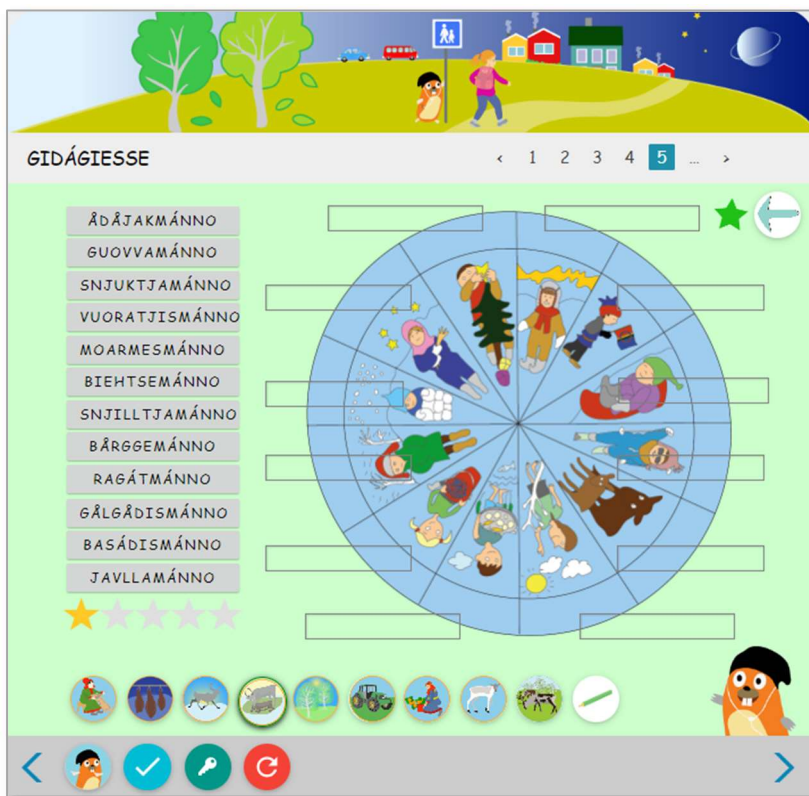 GIDÁGIESSE
‹ 1 2 3 4 5 ... ›
ÅDÅJAKMÁNNO
GUOVVAMÁNNO
SNJUKTJAMÁNNO
VUORATJISMÁNNO
MOARMESMÁNNO
BIEHTSEMÁNNO
SNJILLTJAMÁNNO
BÅRGGEMÁNNO
RAGÁTMÁNNO
GÅLGÅDISMÁNNO
BASÁDISMÁNNO
JAVLLAMÁNNO